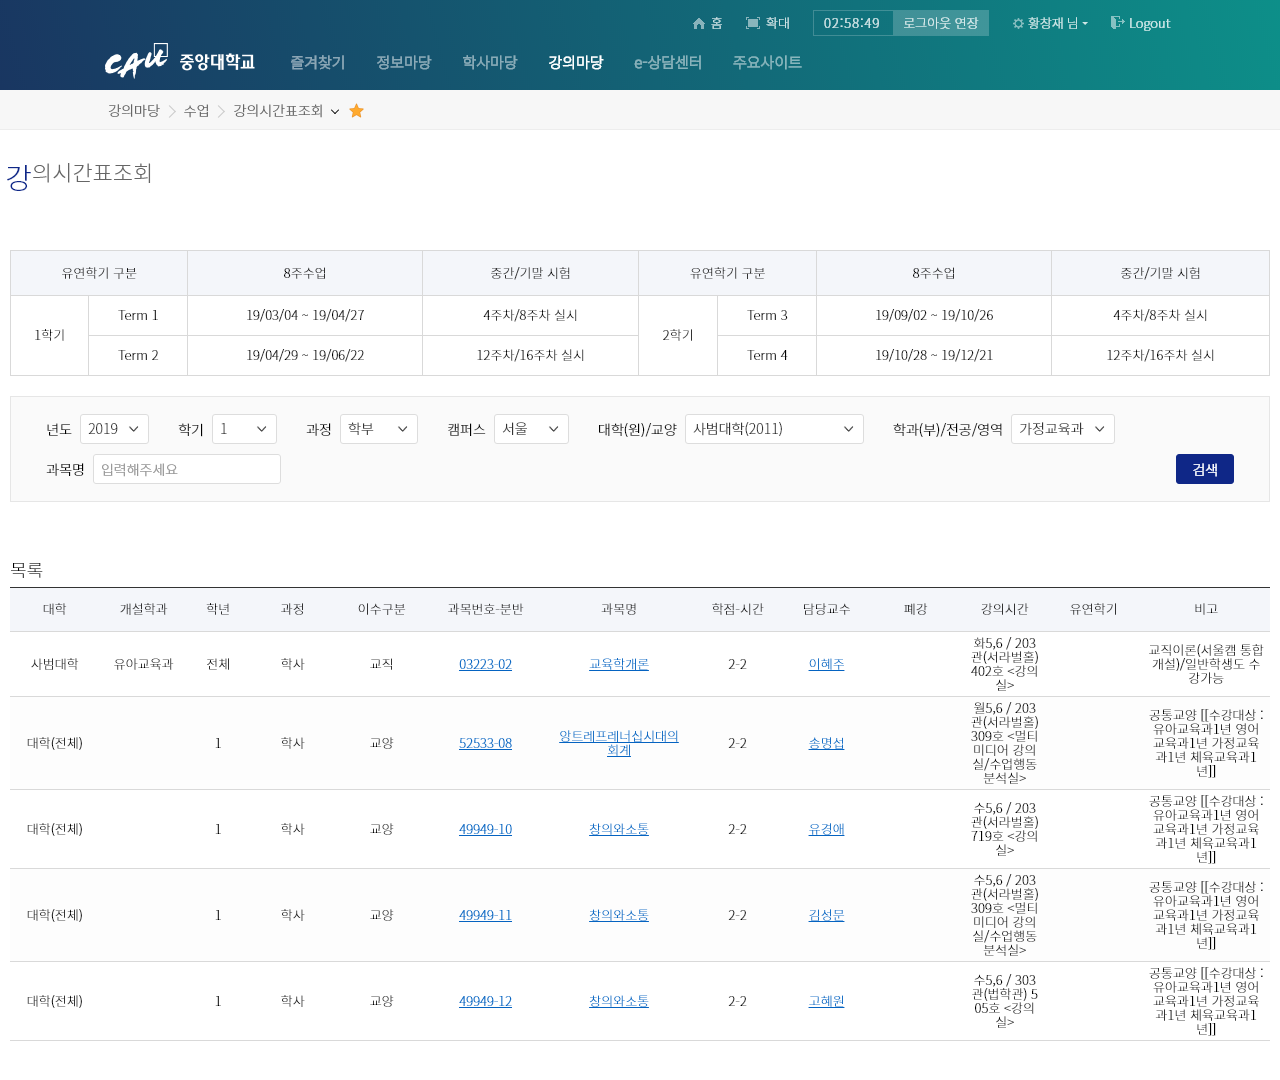 홈 확대 02:58:49 로그아웃 연장 황창재 님 Logout
CAU 중앙대학교 즐겨찾기 정보마당 학사마당 강의마당 e-상담센터 주요사이트
강의마당 수업 강의시간표조회
강의시간표조회
유연학기 구분 8주수업 중간/기말 시험 유연학기 구분 8주수업 중간/기말 시험
1학기 Term 1 19/03/04 ~ 19/04/27 4주차/8주차 실시 2학기 Term 3 19/09/02 ~ 19/10/26 4주차/8주차 실시
Term 2 19/04/29 ~ 19/06/22 12주차/16주차 실시 Term 4 19/10/28 ~ 19/12/21 12주차/16주차 실시
년도 2019 학기 1 과정 학부 캠퍼스 서울 대학(원)/교양 사범대학(2011) 학과(부)/전공/영역 가정교육과
과목명 입력해주세요 검색
목록
대학 개설학과 학년 과정 이수구분 과목번호-분반 과목명 학점-시간 담당교수 폐강 강의시간 유연학기 비고
사범대학 유아교육과 전체 학사 교직 03223-02 교육학개론 2-2 이혜주
화5,6 / 203
관(서라벌홀)
402호 <강의
실>
교직이론(서울캠 통합
개설)/일반학생도 수
강가능
대학(전체) 1 학사 교양 52533-08
앙트레프레너십시대의
회계
2-2 송명섭
월5,6 / 203
관(서라벌홀)
309호 <멀티
미디어 강의
실/수업행동
분석실>
공통교양 [[수강대상 :
유아교육과1년 영어
교육과1년 가정교육
과1년 체육교육과1
년]]
대학(전체) 1 학사 교양 49949-10 창의와소통 2-2 유경애
수5,6 / 203
관(서라벌홀)
719호 <강의
실>
공통교양 [[수강대상 :
유아교육과1년 영어
교육과1년 가정교육
과1년 체육교육과1
년]]
대학(전체) 1 학사 교양 49949-11 창의와소통 2-2 김성문
수5,6 / 203
관(서라벌홀)
309호 <멀티
미디어 강의
실/수업행동
분석실>
공통교양 [[수강대상 :
유아교육과1년 영어
교육과1년 가정교육
과1년 체육교육과1
년]]
대학(전체) 1 학사 교양 49949-12 창의와소통 2-2 고혜원
수5,6 / 303
관(법학관) 5
05호 <강의
실>
공통교양 [[수강대상 :
유아교육과1년 영어
교육과1년 가정교육
과1년 체육교육과1
년]]